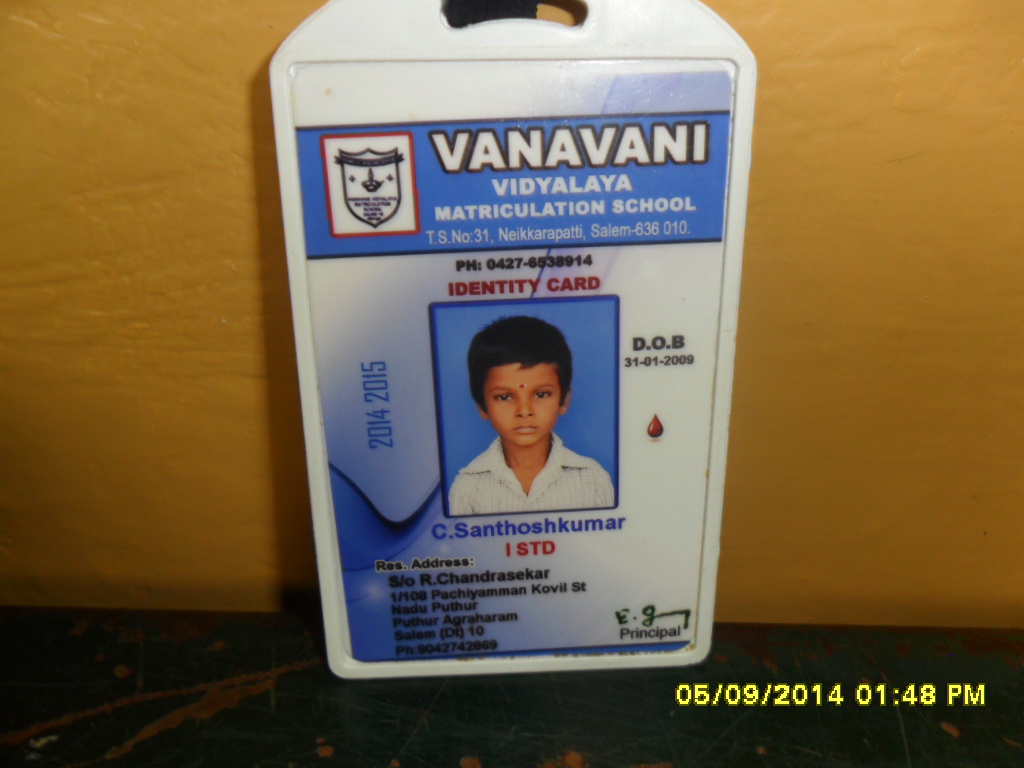 VANAVANI
VIDYALAYA
MATRICULATION SCHOOL
T.S.No:31, Neikkarapatti, Salem-636 010.
PH: 0427-6538914
IDENTITY CARD
D.O.B
31-01-2009
2014 2015
C.Santhoshkumar
I STD
Res. Address:
S/o R.Chandrasekar
1/108 Pachiyamman Kovil St
Nadu Puthur
Puthur Agraharam
Salem (Dt) 10
Ph:9042742869
Principal
05/09/2014 01:48 PM